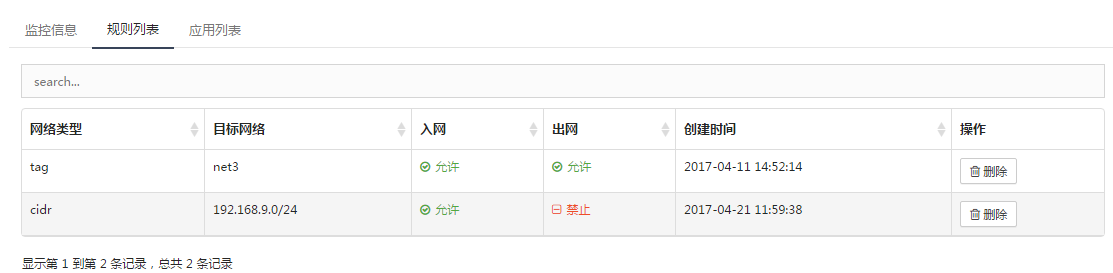 监控信息 规则列表 应用列表
search...
网络类型 目标网络 入网 出网 创建时间 操作
tag net3 允许 允许 2017-04-11 14:52:14 删除
cidr 192.168.9.0/24 允许 禁止 2017-04-21 11:59:38 删除
显示第 1 到第 2 条记录，总共 2 条记录